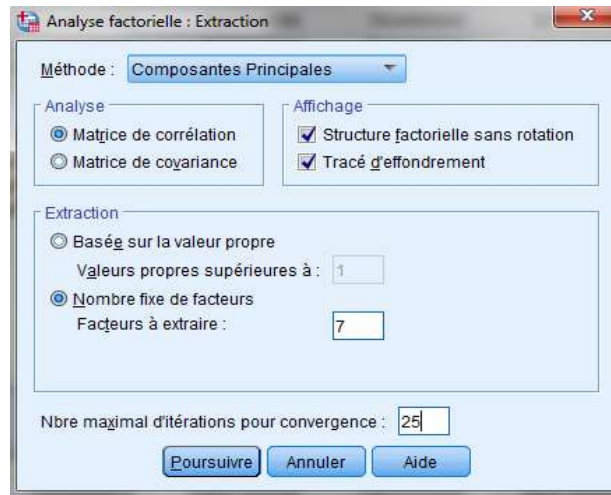 Analyse factorielle : Extraction
Méthode : Composantes Principales
Analyse
Matrice de corrélation
Matrice de covariance
Affichage
Structure factorielle sans rotation
Tracé d'effondrement
Extraction
Basée sur la valeur propre
Valeurs propres supérieures à : 1
Nombre fixe de facteurs
Facteurs à extraire : 7
Nbre maximal d'itérations pour convergence : 25
Poursuivre Annuler Aide